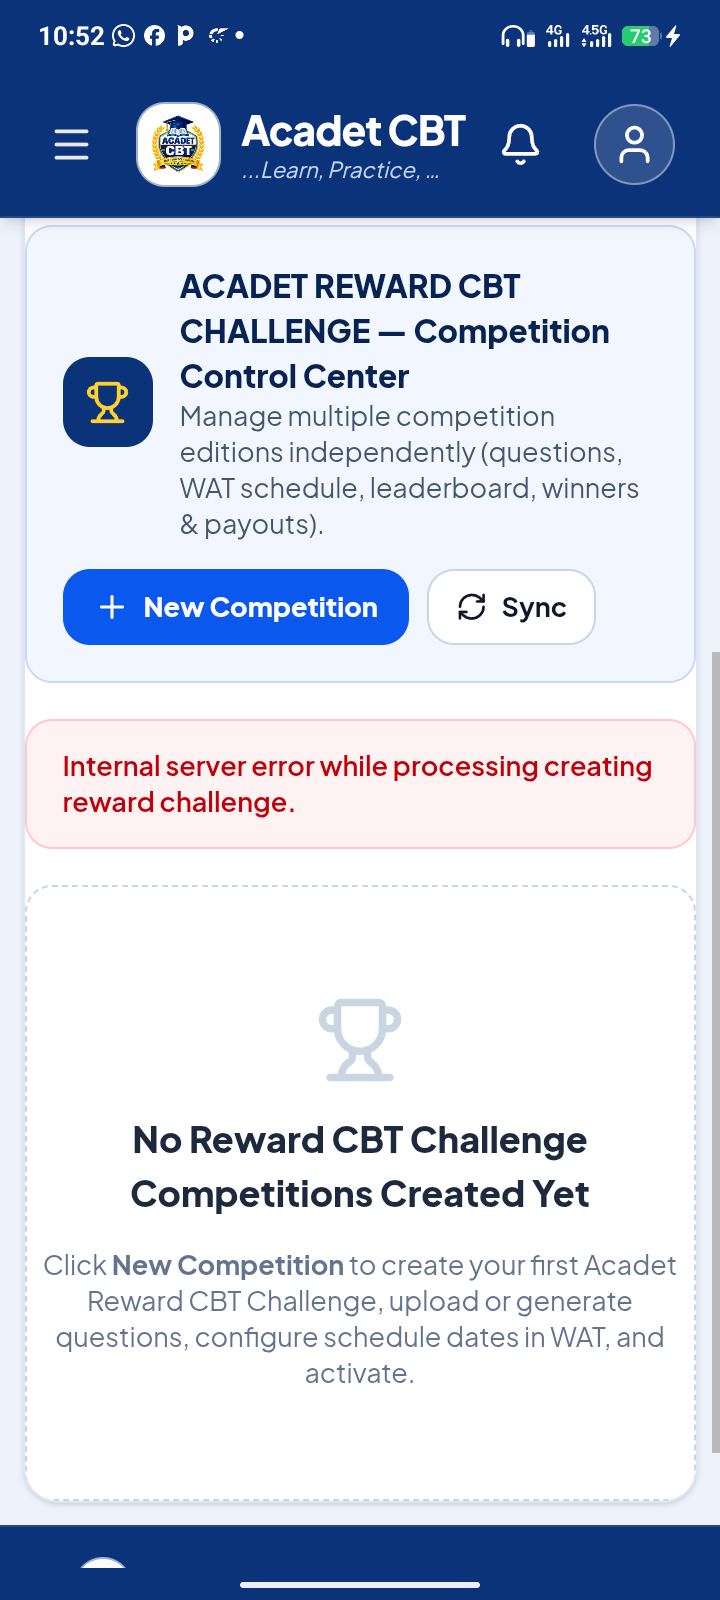 10:52
4G
4.5G
73
ACADET
CBT
Acadet CBT
...Learn, Practice, ...
ACADET REWARD CBT
CHALLENGE — Competition
Control Center
Manage multiple competition
editions independently (questions,
WAT schedule, leaderboard, winners
& payouts).
New Competition
Sync
Internal server error while processing creating
reward challenge.
No Reward CBT Challenge
Competitions Created Yet
Click New Competition to create your first Acadet
Reward CBT Challenge, upload or generate
questions, configure schedule dates in WAT, and
activate.